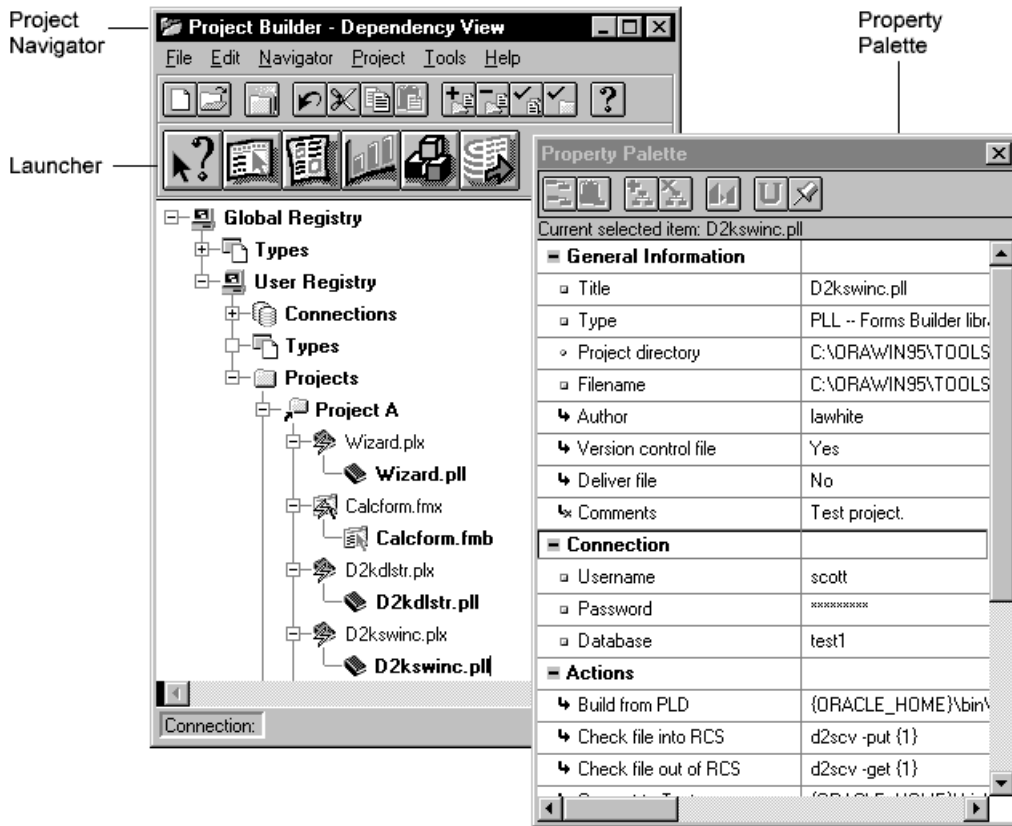 Project
Navigator
Property
Palette
Project Builder - Dependency View
File Edit Navigator Project Tools Help
Launcher
Global Registry
Types
User Registry
Connections
Types
Projects
Project A
Wizard.plx
Wizard.pll
Calcform.fmx
Calcform.fmb
D2kdlstr.plx
D2kdlstr.pll
D2kswinc.plx
D2kswinc.pll
Connection:
Property Palette
Current selected item: D2kswinc.pll
General Information
Title D2kswinc.pll
Type PLL -- Forms Builder libr
Project directory C:\ORAWIN95\TOOLS
Filename C:\ORAWIN95\TOOLS
Author lawhite
Version control file Yes
Deliver file No
Comments Test project.
Connection
Username scott
Password *********
Database test1
Actions
Build from PLD {ORACLE_HOME}\bin\
Check file into RCS d2scv -put {1}
Check file out of RCS d2scv -get {1}